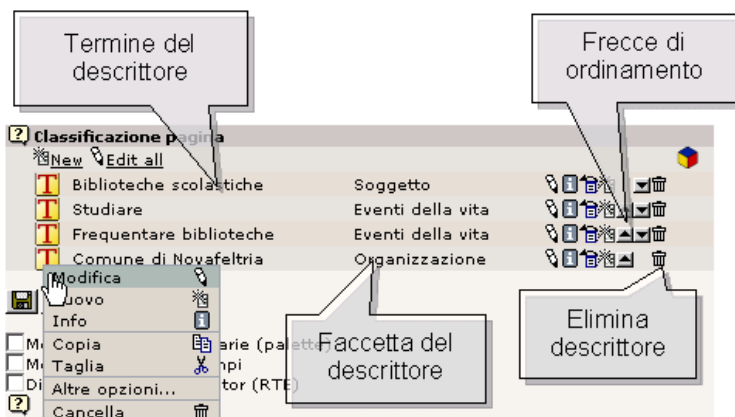 Termine del
descrittore
Frecce di
ordinamento
Classificazione pagina
New Edit all
Biblioteche scolastiche Soggetto
Studiare Eventi della vita
Frequentare biblioteche Eventi della vita
Comune di Novafeltria Organizzazione
Modifica
Nuovo
Info
Copia
Taglia
Altre opzioni...
Cancella
arie (palette)
tor (RTE)
Faccetta del
descrittore
Elimina
descrittore